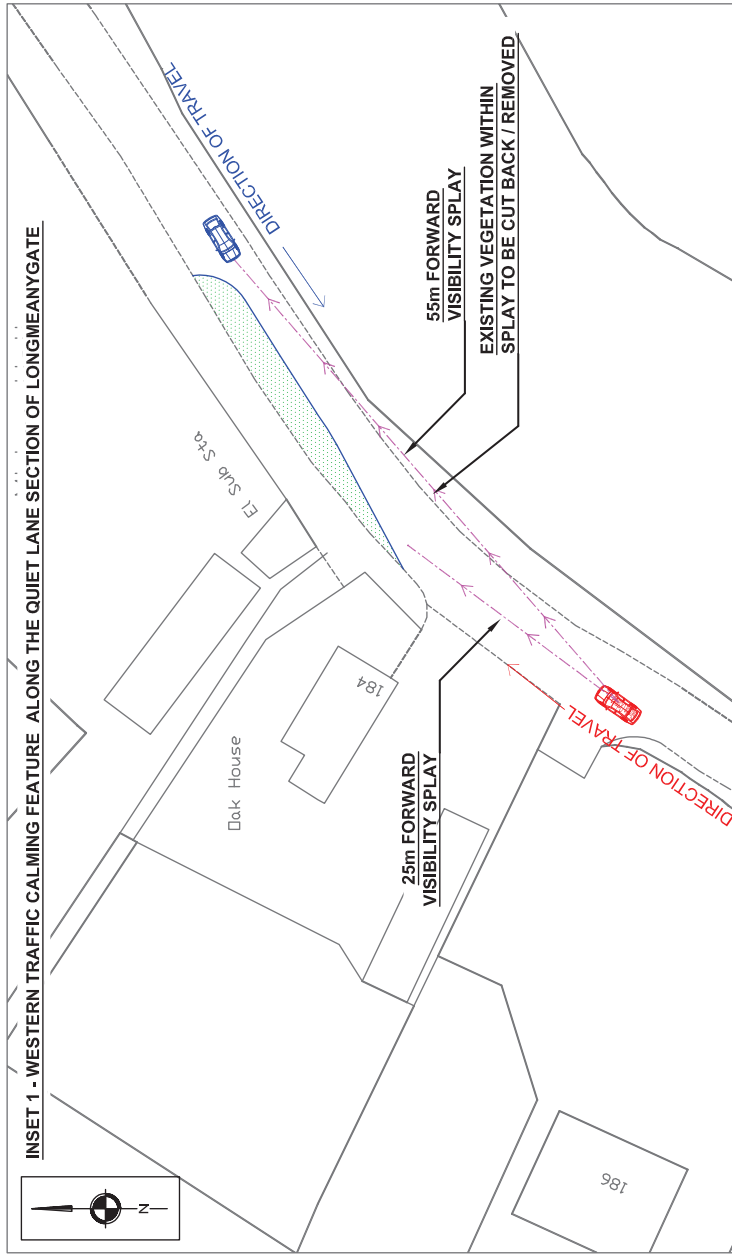 INSET 1 - WESTERN TRAFFIC CALMING FEATURE ALONG THE QUIET LANE SECTION OF LONGMEANYGATE
N
DIRECTION OF TRAVEL
55m FORWARD
VISIBILITY SPLAY
EXISTING VEGETATION WITHIN
SPLAY TO BE CUT BACK / REMOVED
El Sub Sta
184
Oak House
25m FORWARD
VISIBILITY SPLAY
DIRECTION OF TRAVEL
186